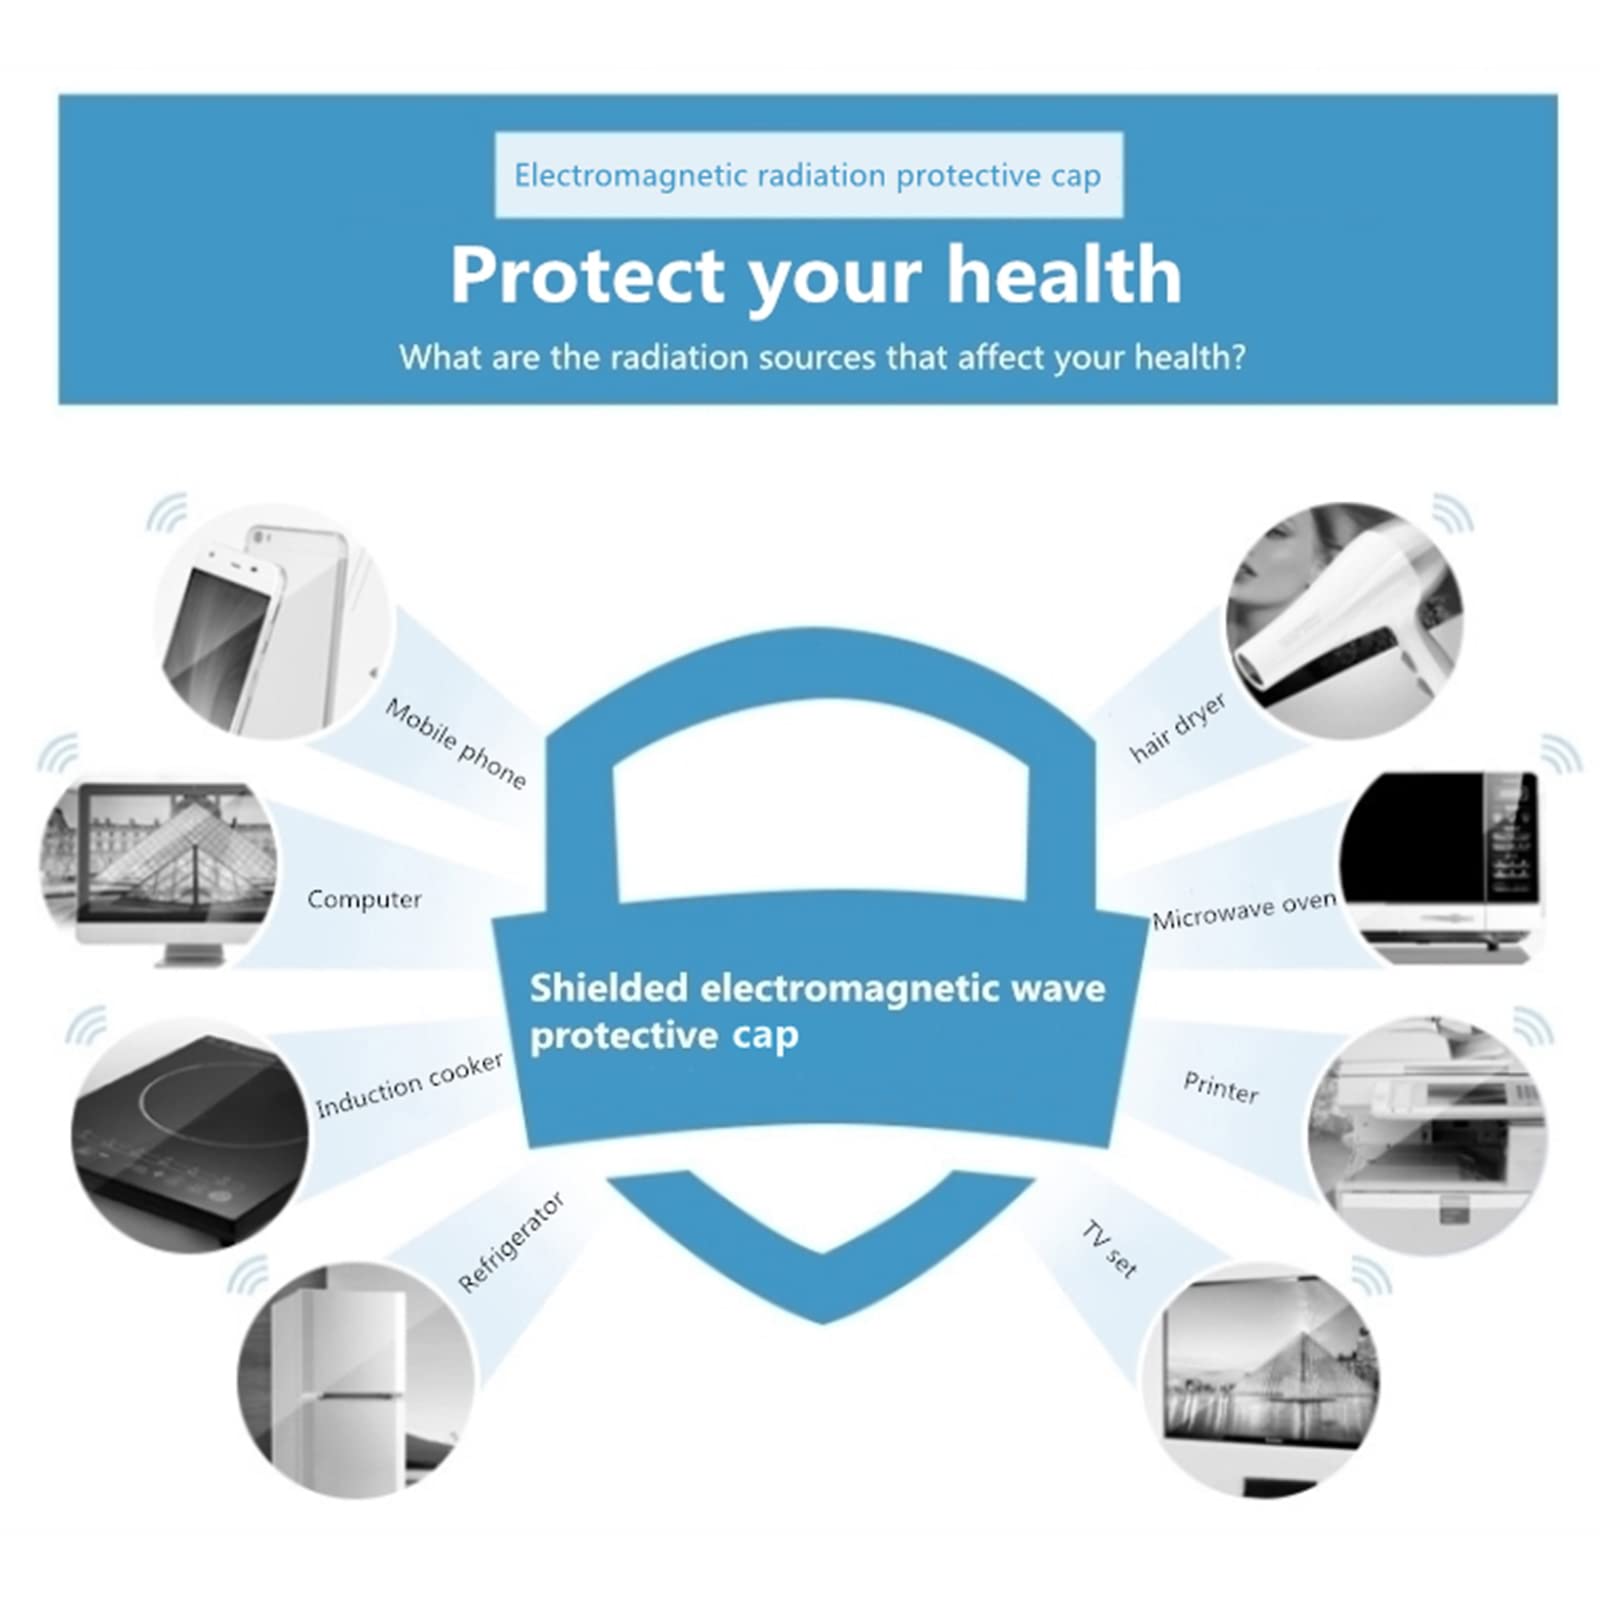 Electromagnetic radiation protective cap
Protect your health
What are the radiation sources that affect your health?
Mobile phone
hair dryer
Computer
Microwave oven
Shielded electromagnetic wave
protective cap
Induction cooker
Printer
Refrigerator
TV set